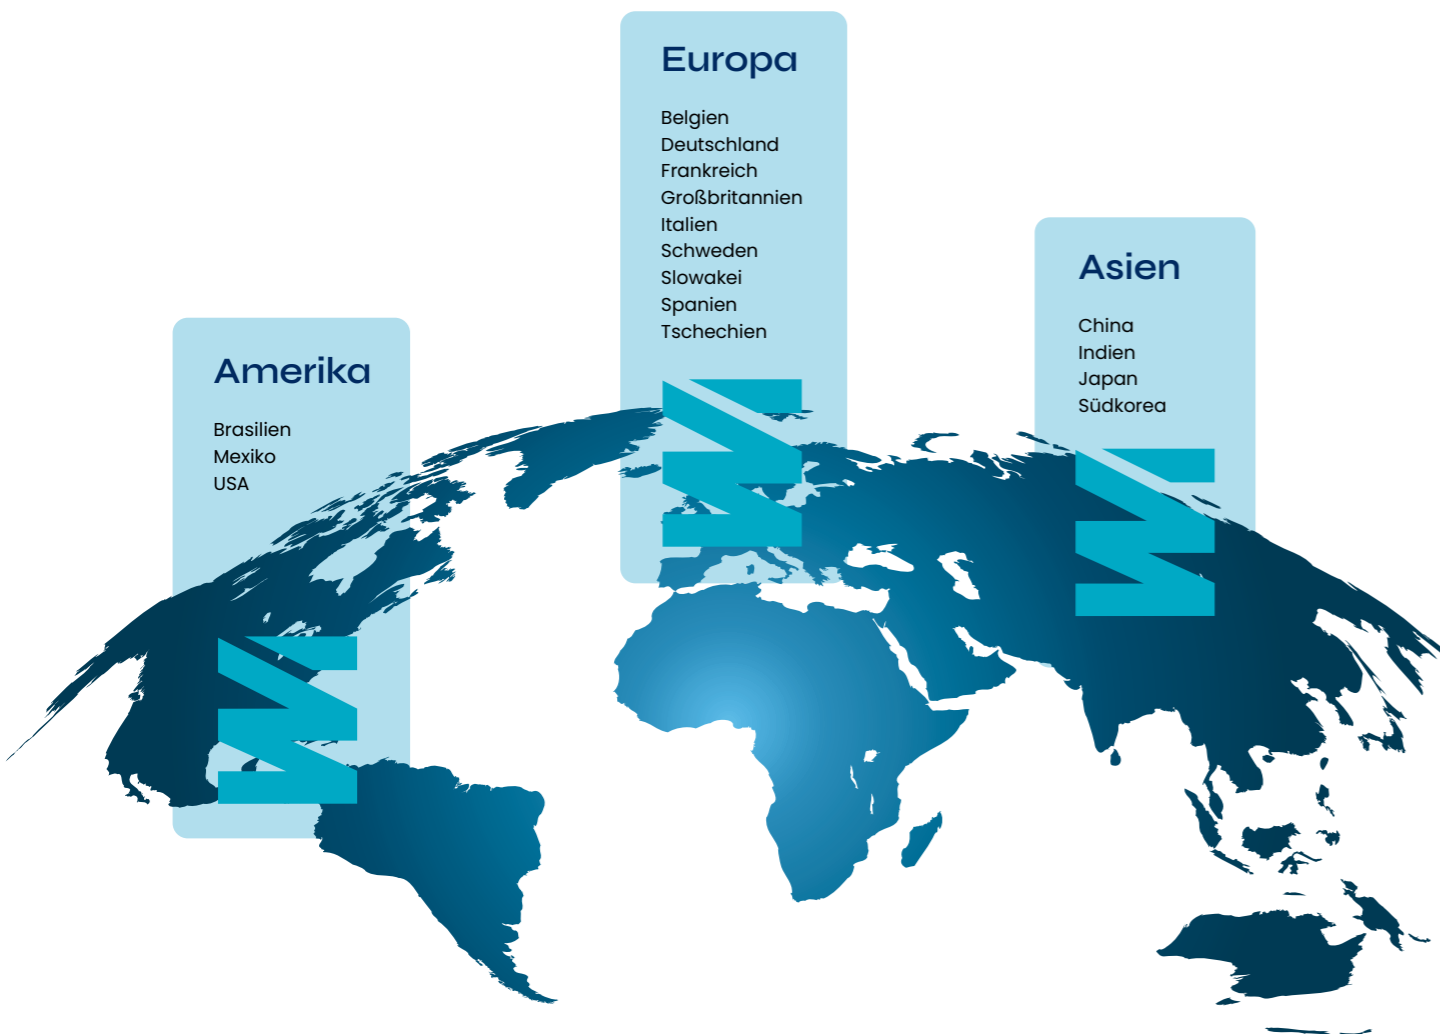 Europa
Belgien
Deutschland
Frankreich
Großbritannien
Italien
Schweden
Slowakei
Spanien
Tschechien
Asien
China
Indien
Japan
Südkorea
Amerika
Brasilien
Mexiko
USA